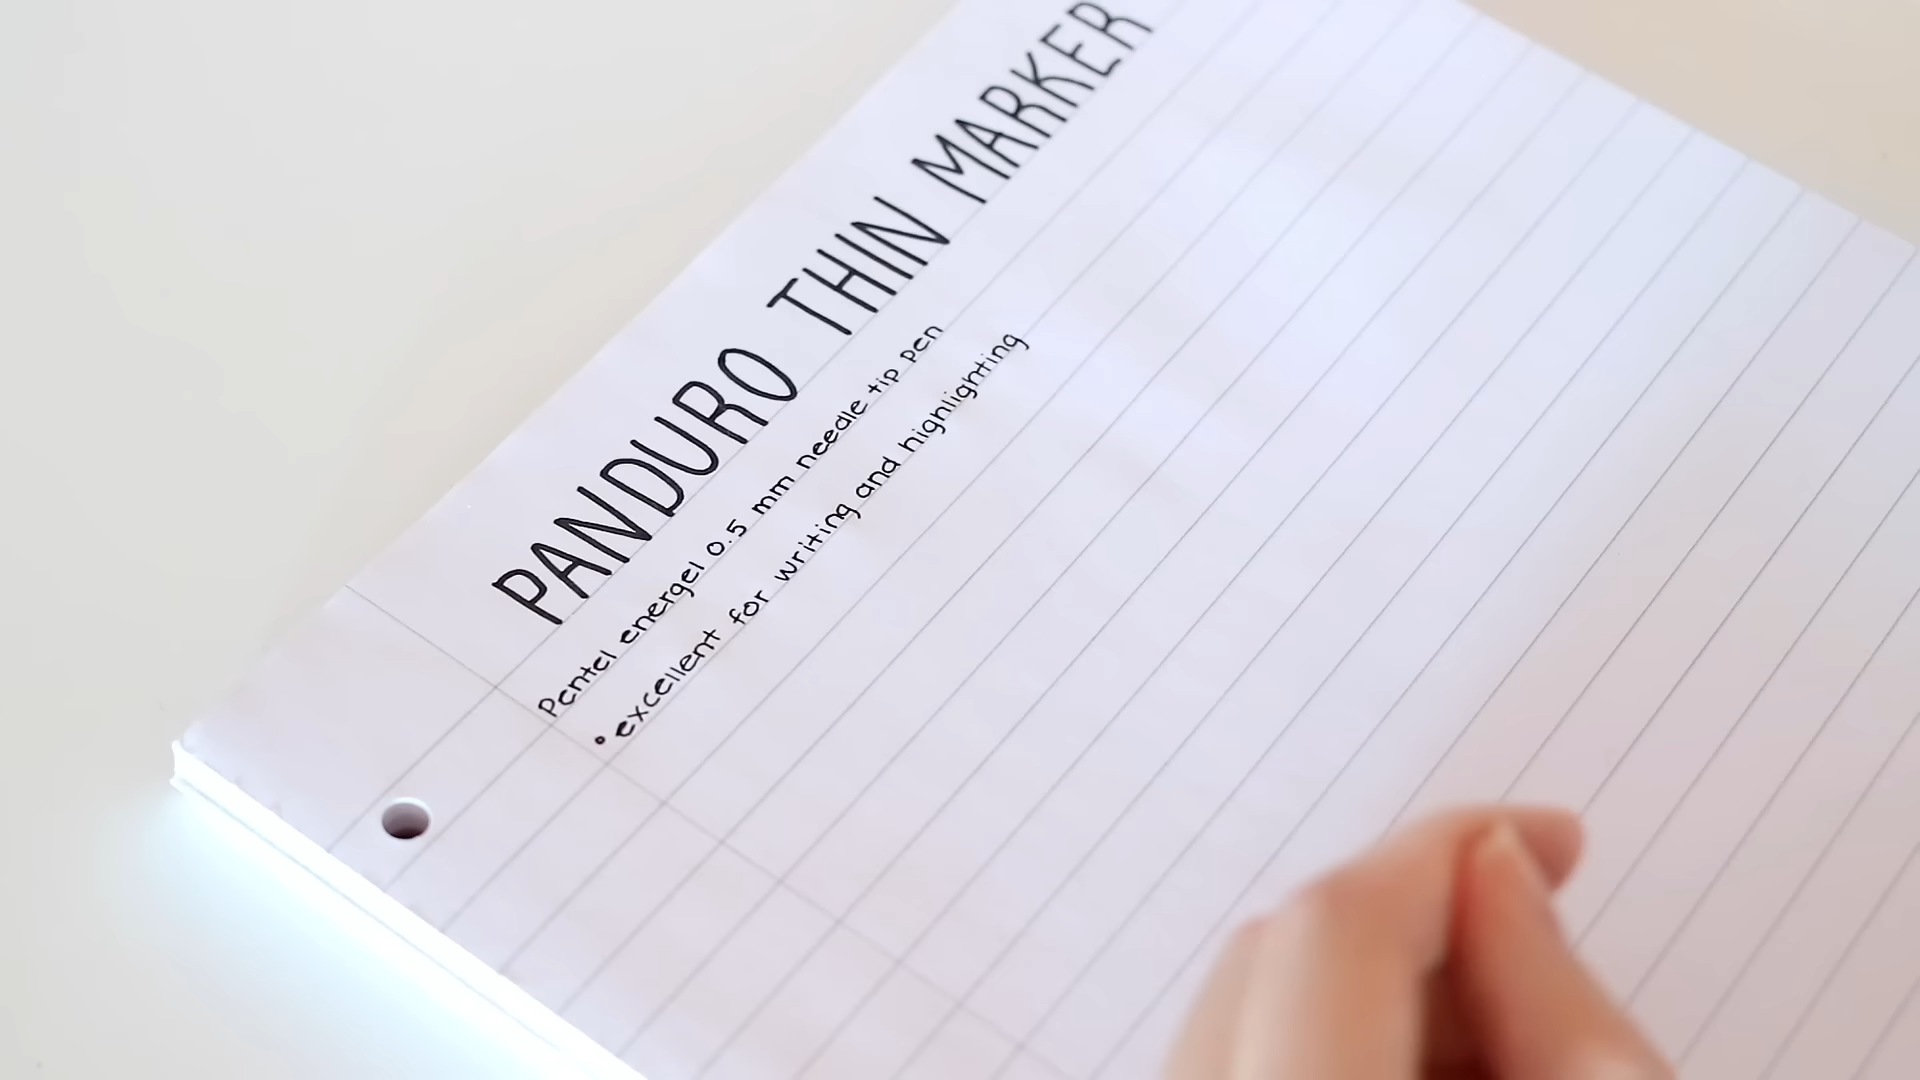 PANDURO THIN MARKER
Pentel energel 0.5 mm needle tip pen
• excellent for writing and highlighting